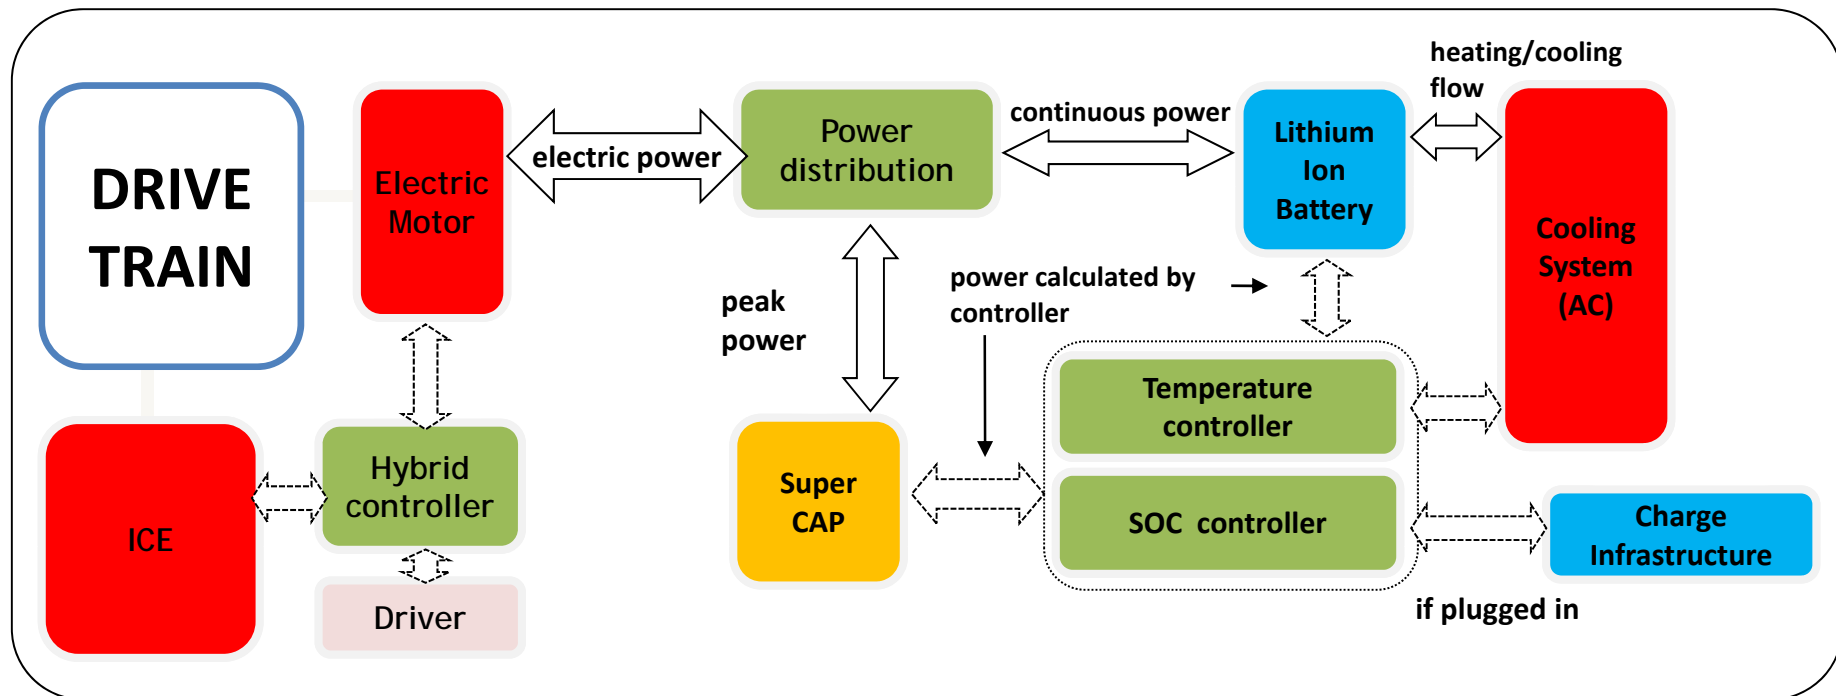 DRIVE
TRAIN
Electric
Motor
electric power
Power
distribution
continuous power
Lithium
Ion
Battery
heating/cooling
flow
Cooling
System
(AC)
peak
power
power calculated by
controller
Temperature
controller
SOC  controller
Super
CAP
Charge
Infrastructure
if plugged in
ICE
Hybrid
controller
Driver